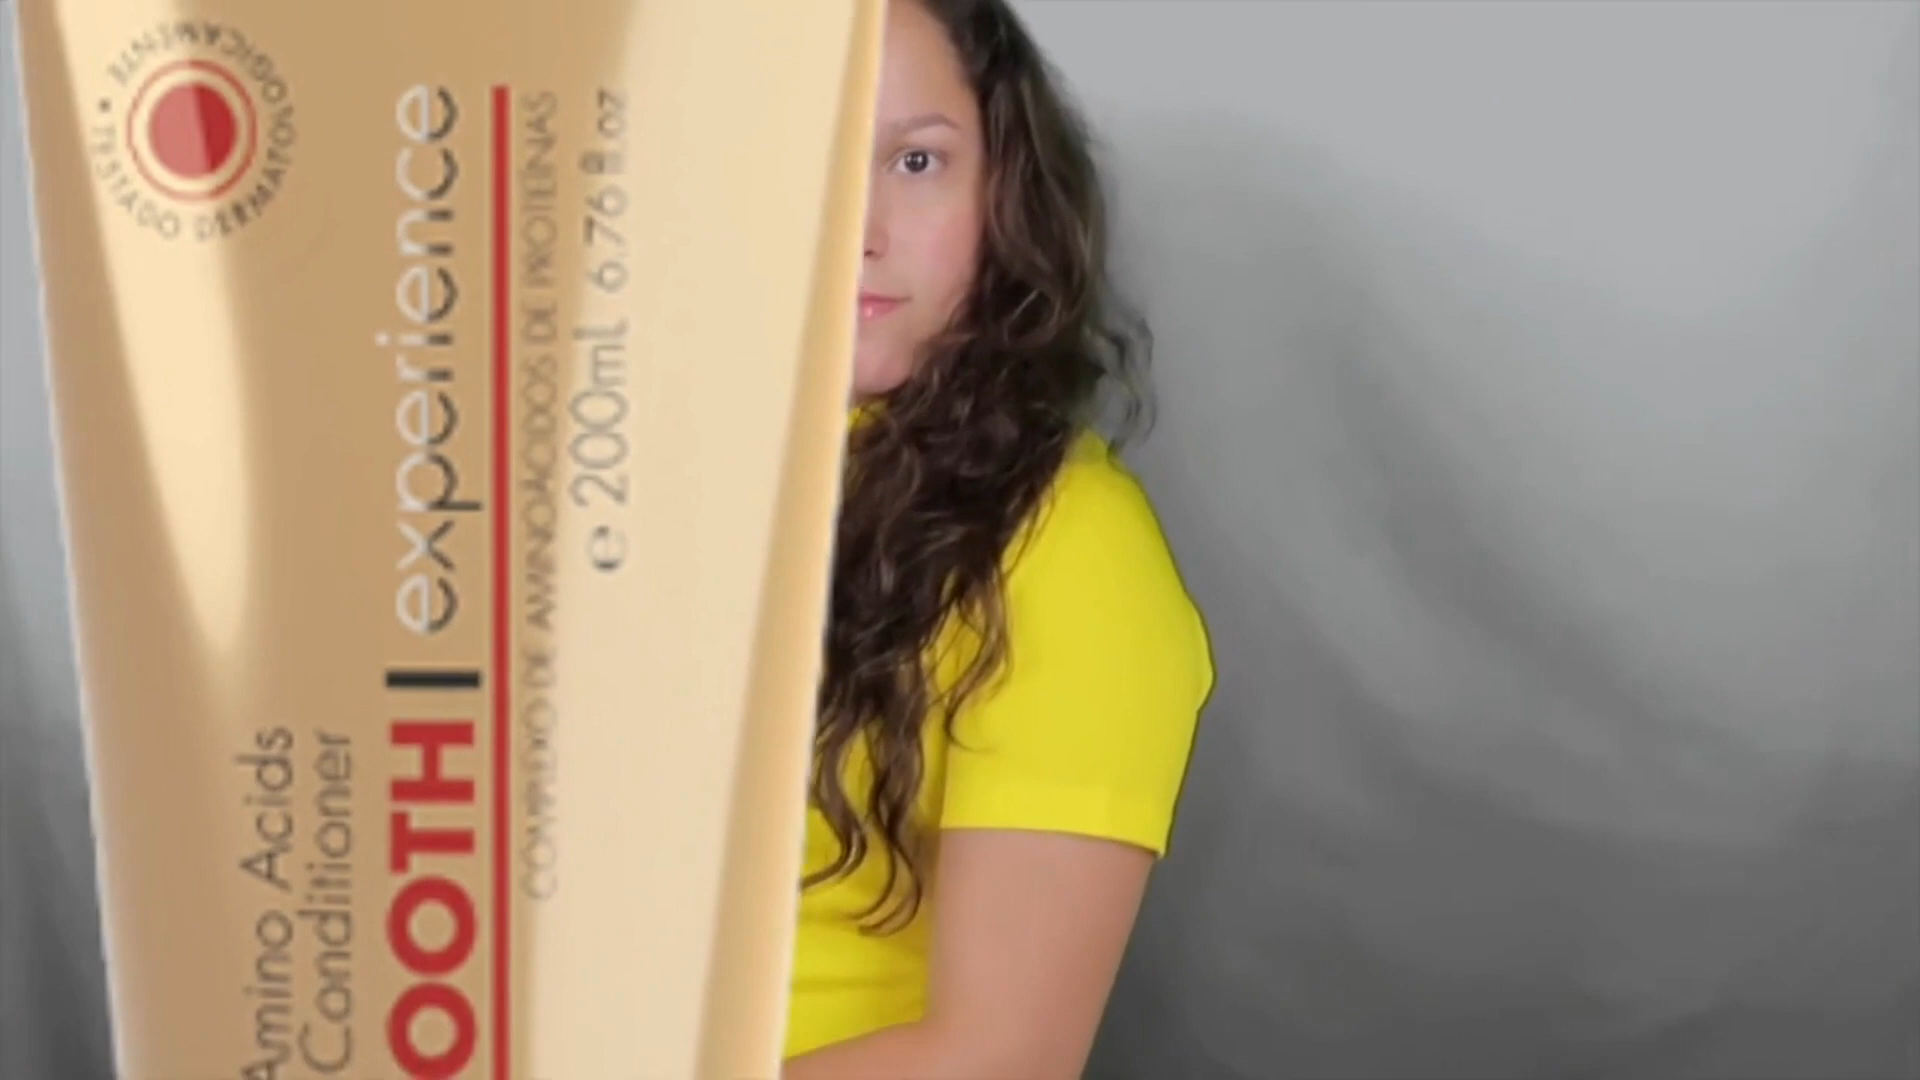 TESTADO DERMATOLOGICAMENTE •
Amino Acids
Conditioner
OOTH | experience
COMPLEXO DE AMINOÁCIDOS DE PROTEÍNAS
℮ 200mL 6.76 fl.oz